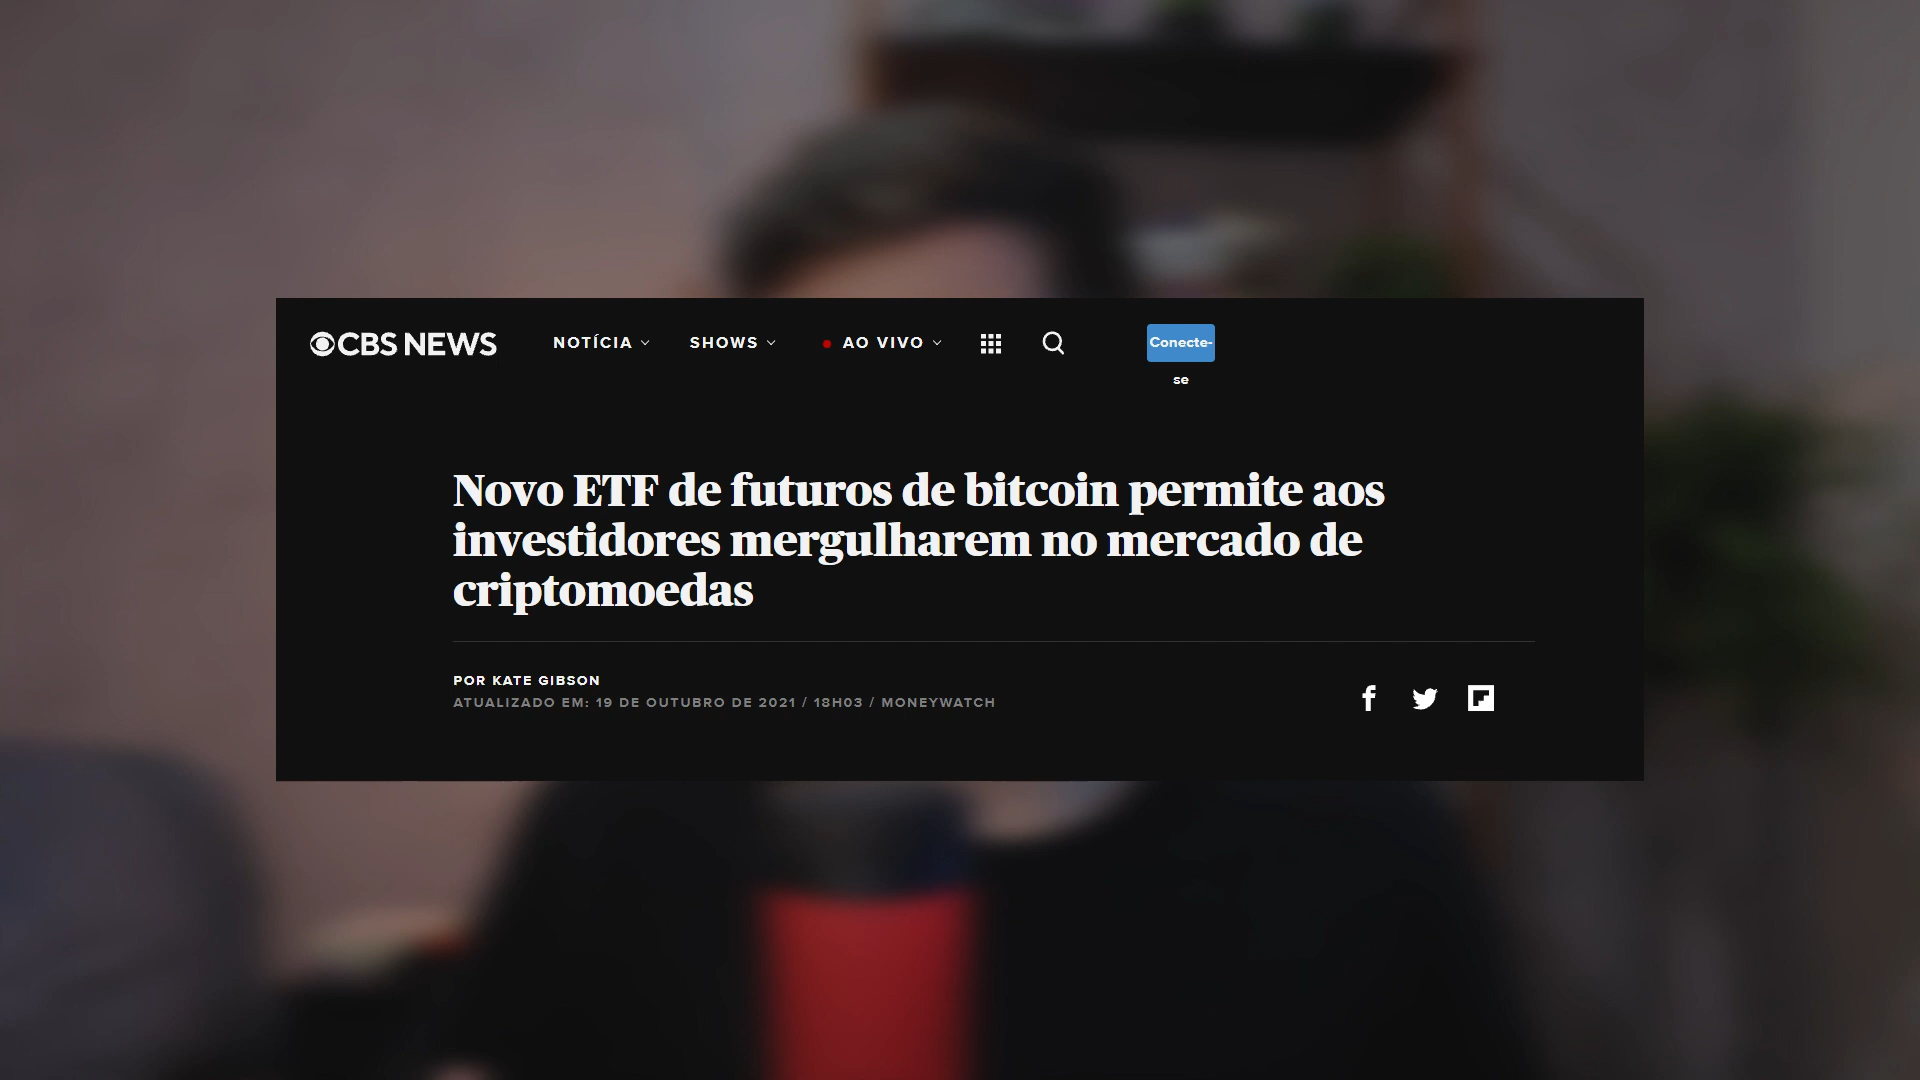 CBS NEWS
NOTÍCIA SHOWS AO VIVO Conecte-
se
Novo ETF de futuros de bitcoin permite aos
investidores mergulharem no mercado de
criptomoedas
POR KATE GIBSON
ATUALIZADO EM: 19 DE OUTUBRO DE 2021 / 18H03 / MONEYWATCH